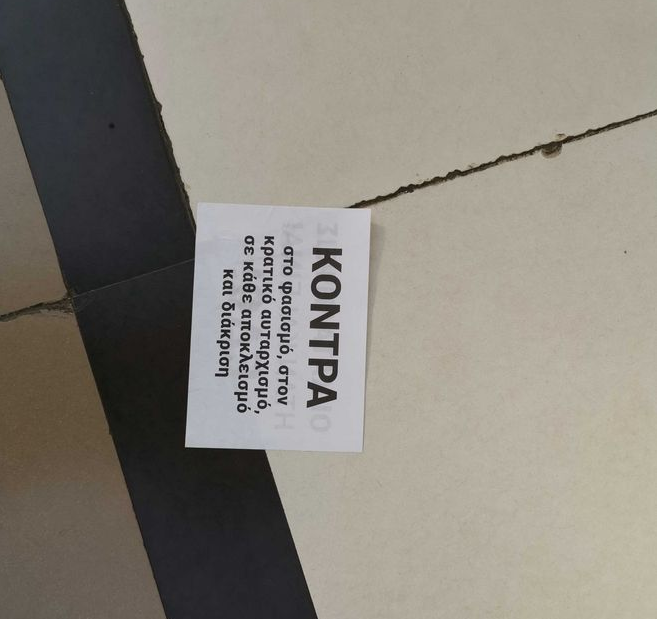 ΚΟΝΤΡΑ
στο φασισμό, στον
κρατικό αυταρχισμό,
σε κάθε αποκλεισμό
και διάκριση